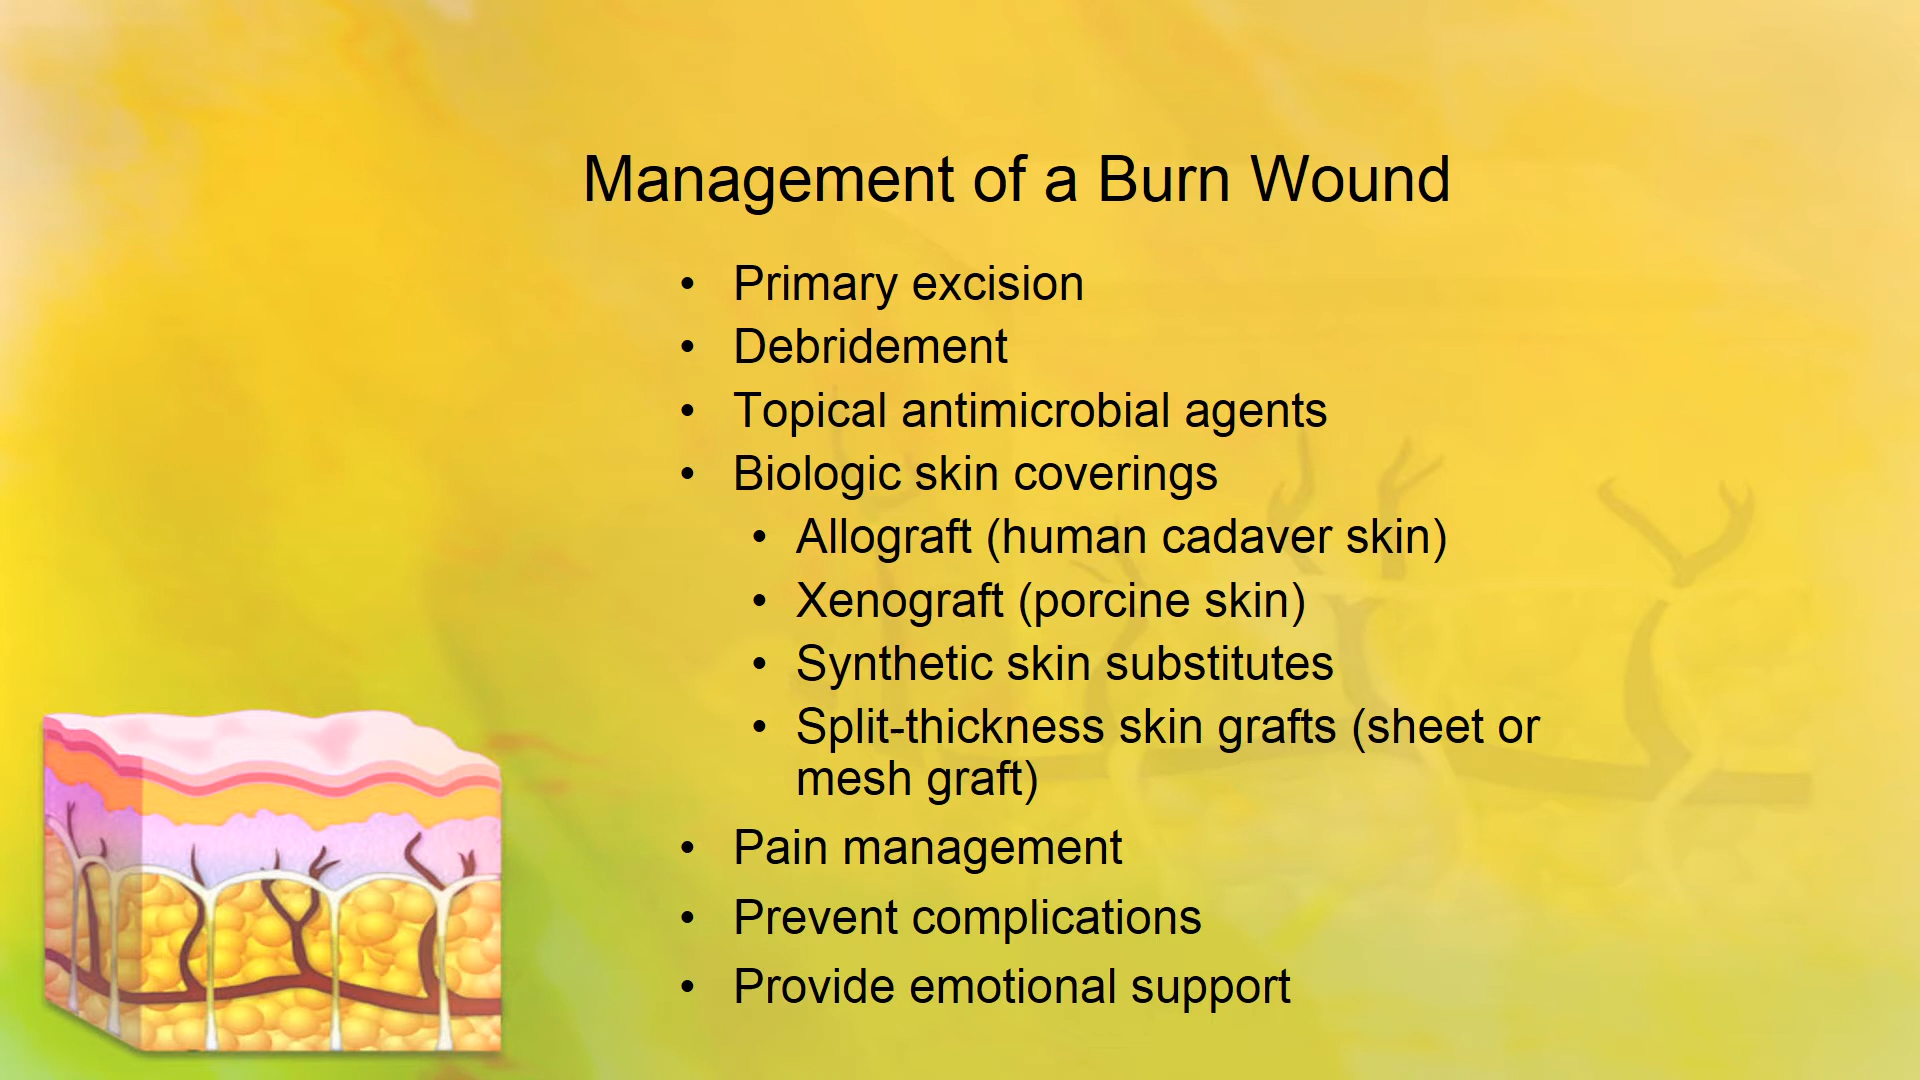 Management of a Burn Wound
• Primary excision
• Debridement
• Topical antimicrobial agents
• Biologic skin coverings
• Allograft (human cadaver skin)
• Xenograft (porcine skin)
• Synthetic skin substitutes
• Split-thickness skin grafts (sheet or
mesh graft)
• Pain management
• Prevent complications
• Provide emotional support